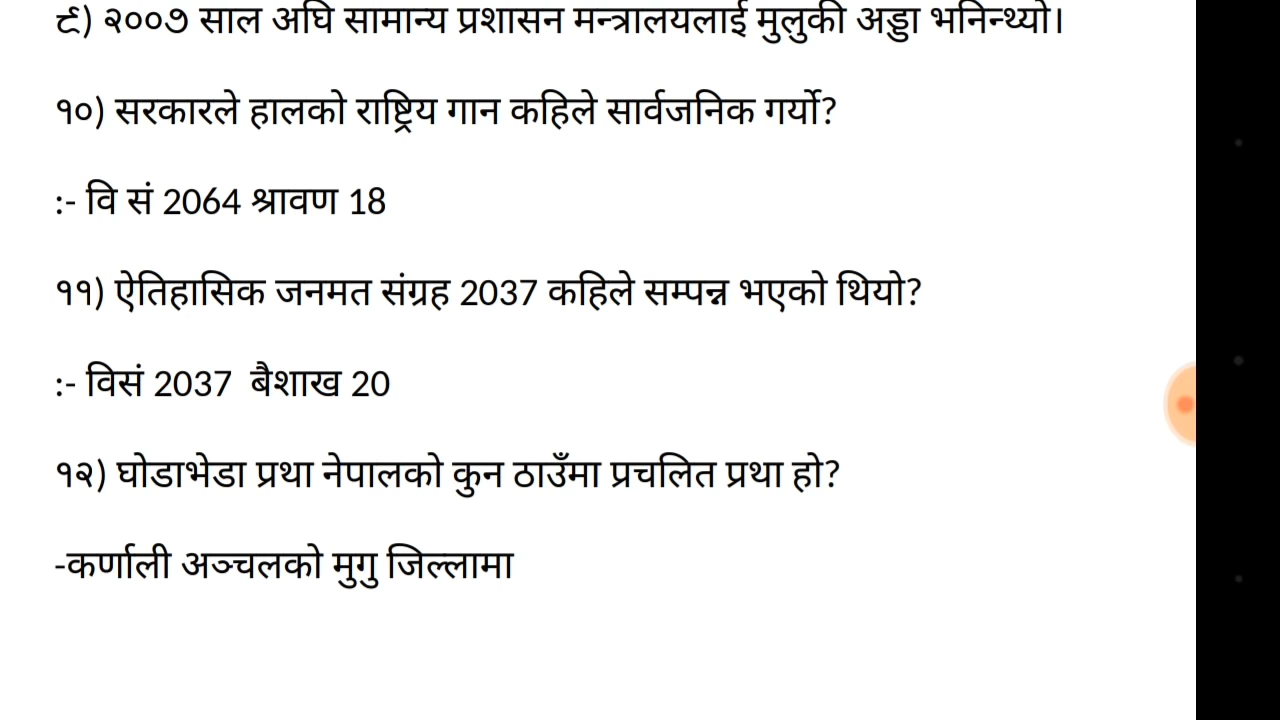 ९) २००७ साल अघि सामान्य प्रशासन मन्त्रालयलाई मुलुकी अड्डा भनिन्थ्यो।
१०) सरकारले हालको राष्ट्रिय गान कहिले सार्वजनिक गर्यो?
:- वि सं 2064 श्रावण 18
११) ऐतिहासिक जनमत संग्रह 2037 कहिले सम्पन्न भएको थियो?
:- विसं 2037  बैशाख 20
१२) घोडाभेडा प्रथा नेपालको कुन ठाउँमा प्रचलित प्रथा हो?
-कर्णाली अञ्चलको मुगु जिल्लामा